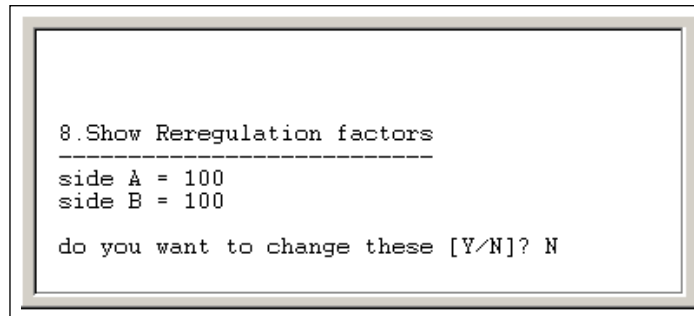 8.Show Reregulation factors
---------------------------
side A = 100
side B = 100
do you want to change these [Y/N]? N